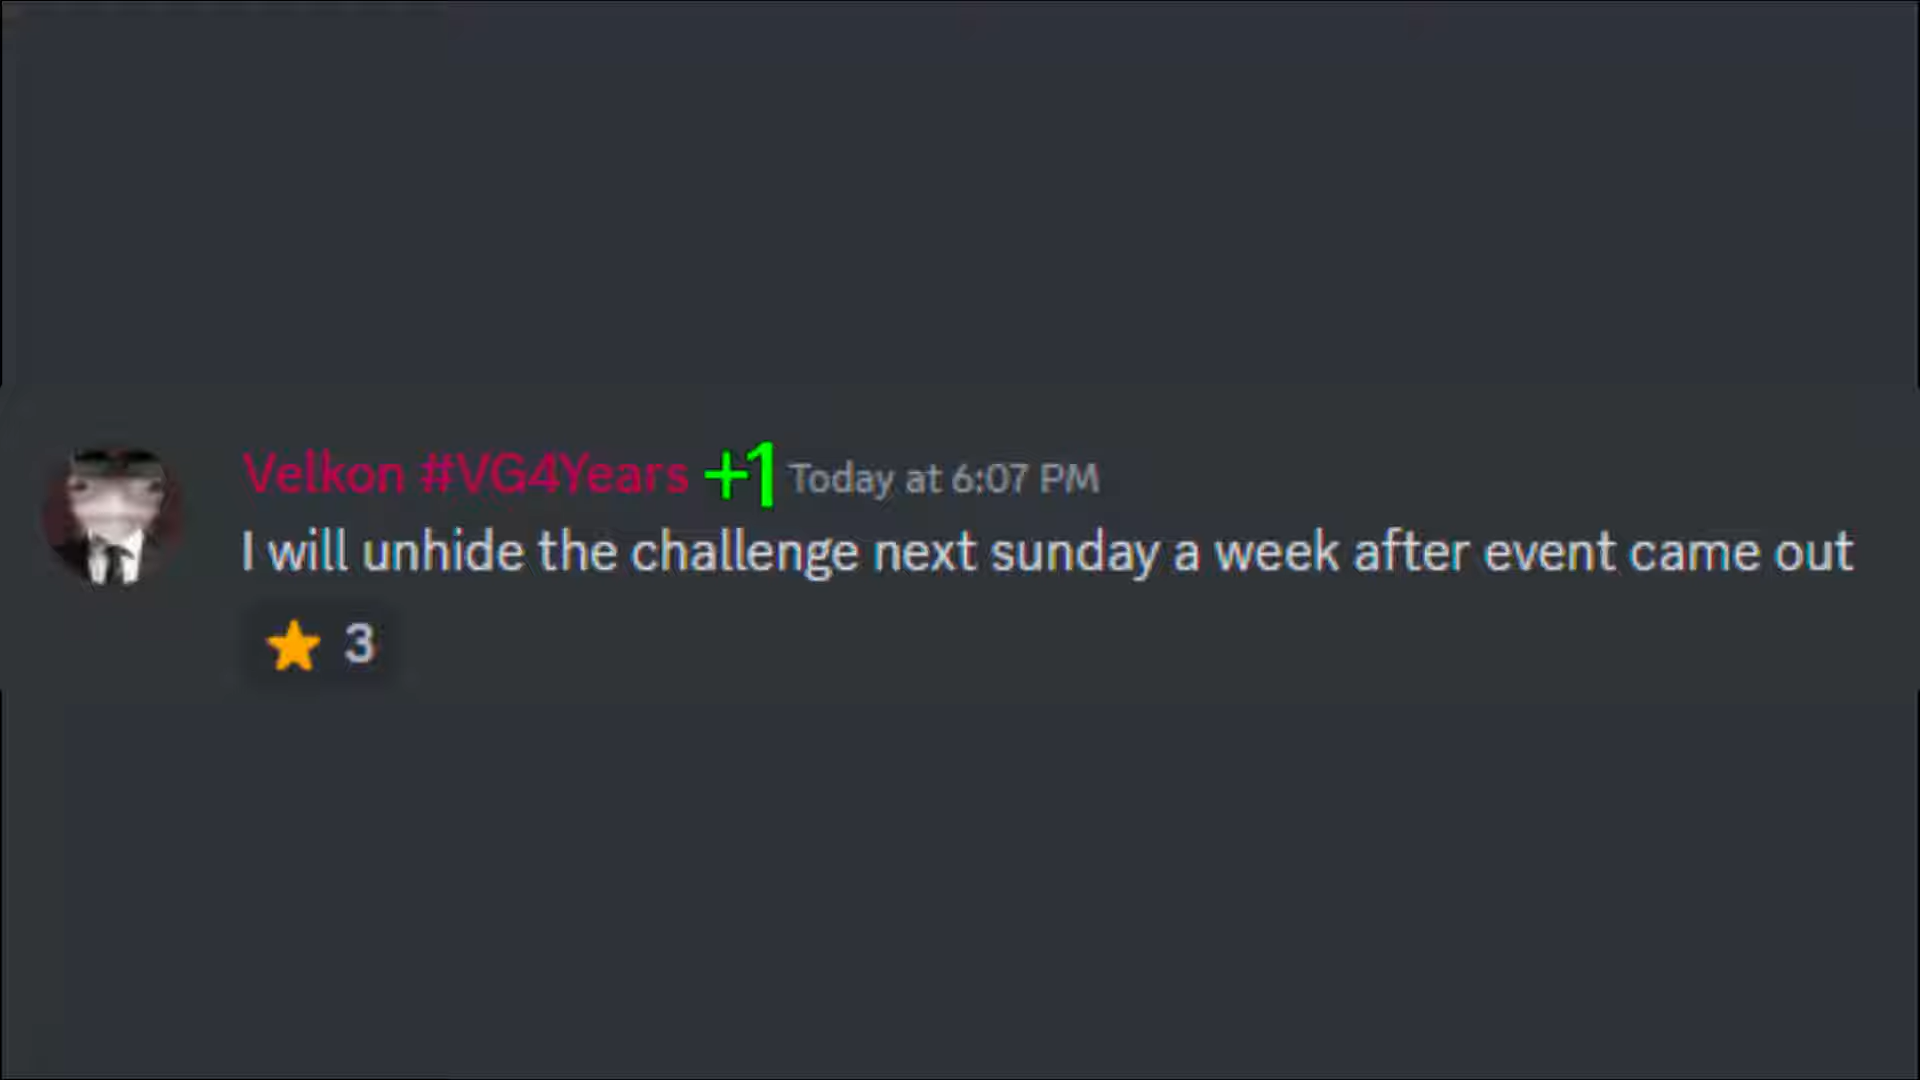 Velkon #VG4Years +1 Today at 6:07 PM
I will unhide the challenge next sunday a week after event came out
3